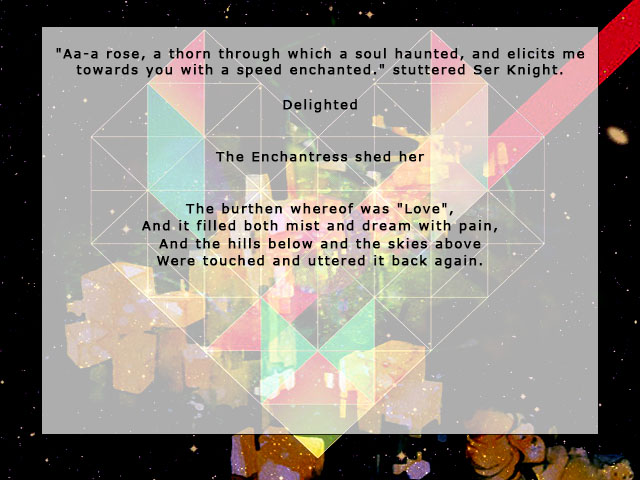 "Aa-a rose, a thorn through which a soul haunted, and elicits me
towards you with a speed enchanted." stuttered Ser Knight.
Delighted
The Enchantress shed her
The burthen whereof was "Love",
And it filled both mist and dream with pain,
And the hills below and the skies above
Were touched and uttered it back again.